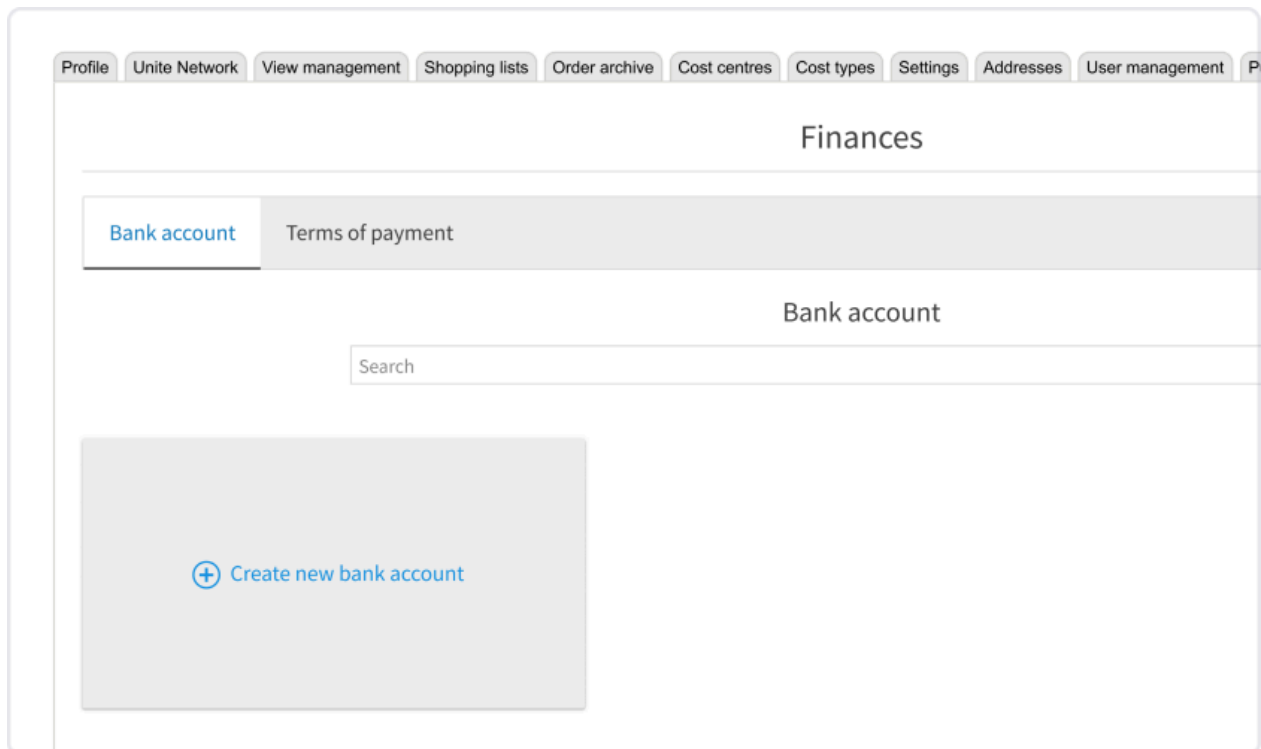 Profile Unite Network View management Shopping lists Order archive Cost centres Cost types Settings Addresses User management
Finances
Bank account Terms of payment
Bank account
Search
Create new bank account